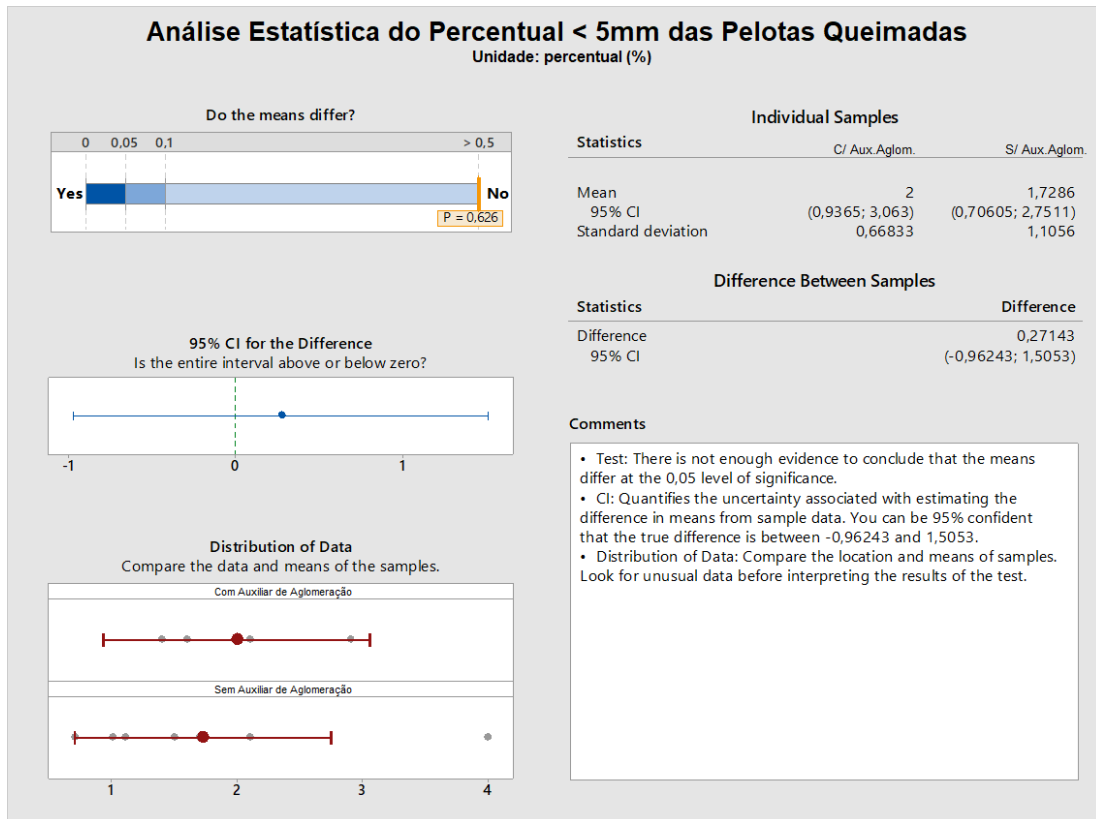 Análise Estatística do Percentual < 5mm das Pelotas Queimadas
Unidade: percentual (%)
Do the means differ?
0 0,05 0,1 > 0,5
Yes No
P = 0,626
95% CI for the Difference
Is the entire interval above or below zero?
-1 0 1
Distribution of Data
Compare the data and means of the samples.
Com Auxiliar de Aglomeração
Sem Auxiliar de Aglomeração
1 2 3 4
Individual Samples
Statistics C/ Aux.Aglom. S/ Aux.Aglom.
Mean 2 1,7286
95% CI (0,9365; 3,063) (0,70605; 2,7511)
Standard deviation 0,66833 1,1056
Difference Between Samples
Statistics Difference
Difference 0,27143
95% CI (-0,96243; 1,5053)
Comments
• Test: There is not enough evidence to conclude that the means
differ at the 0,05 level of significance.
• CI: Quantifies the uncertainty associated with estimating the
difference in means from sample data. You can be 95% confident
that the true difference is between -0,96243 and 1,5053.
• Distribution of Data: Compare the location and means of samples.
Look for unusual data before interpreting the results of the test.